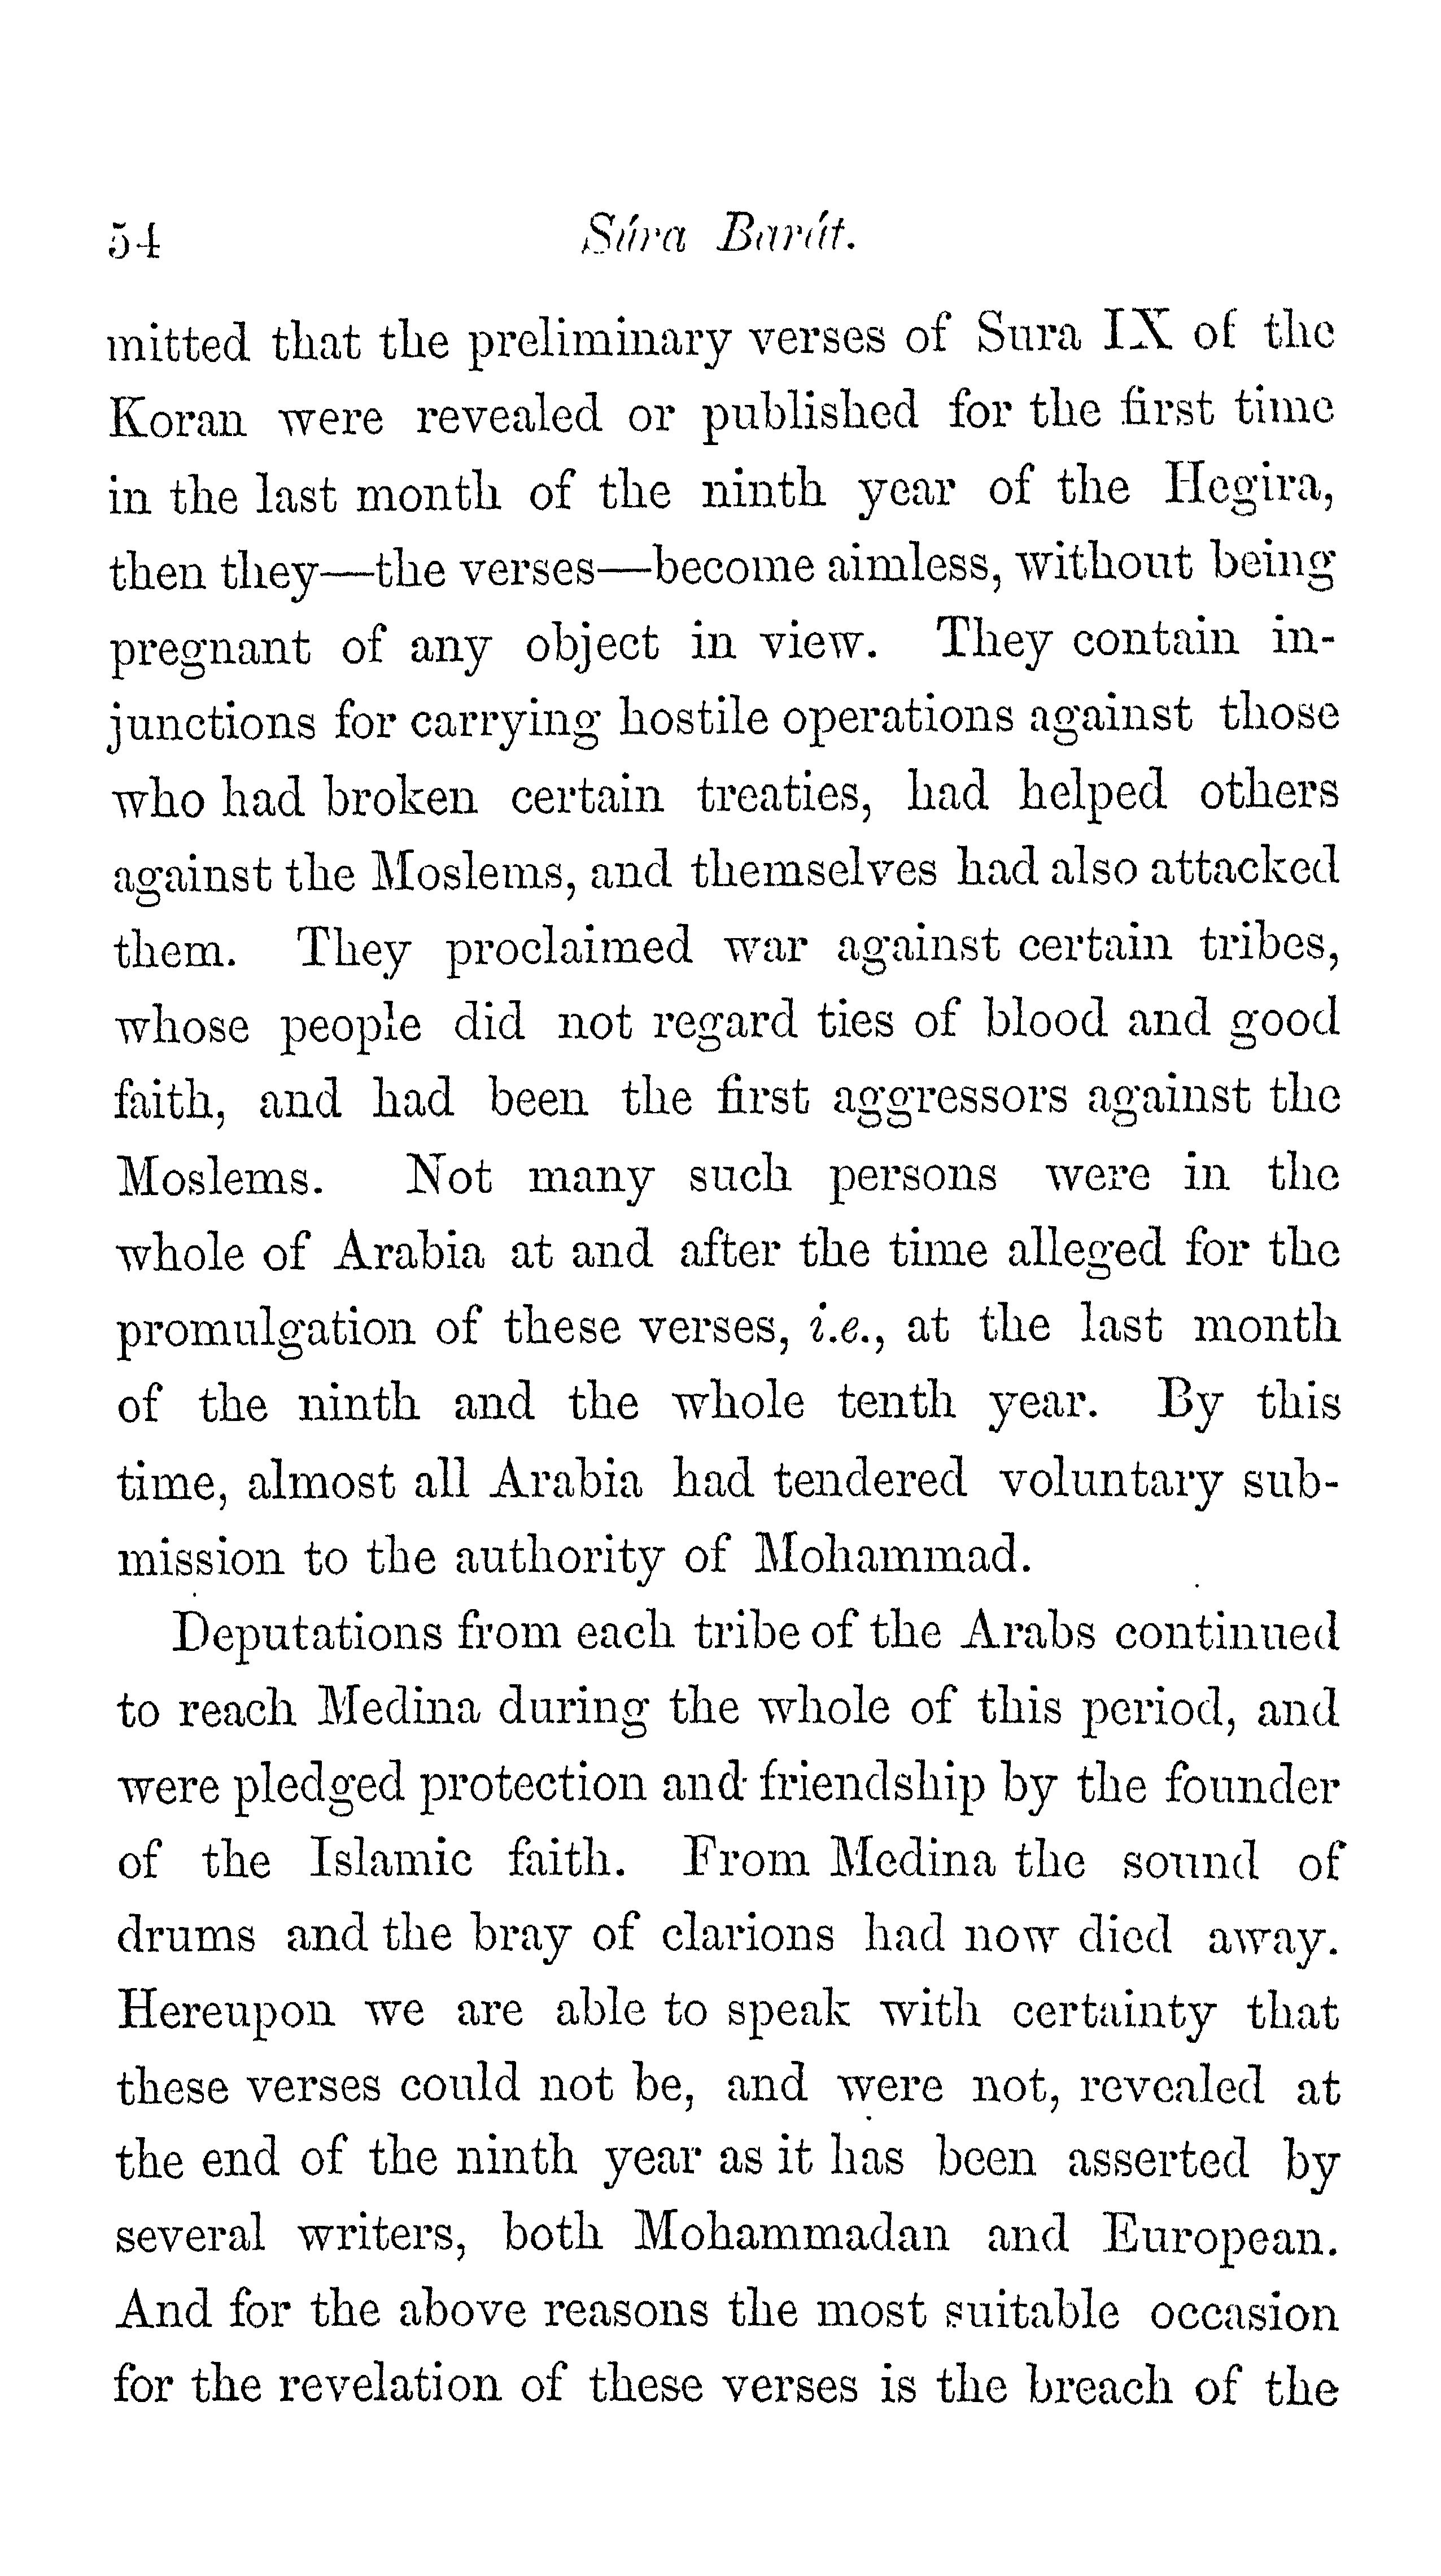 54 Súra Barát.
mitted that the preliminary verses of Sura IX of the
Koran were revealed or published for the first time
in the last month of the ninth year of the Hegira,
then they—the verses—become aimless, without being
pregnant of any object in view. They contain in-
junctions for carrying hostile operations against those
who had broken certain treaties, had helped others
against the Moslems, and themselves had also attacked
them. They proclaimed war against certain tribes,
whose people did not regard ties of blood and good
faith, and had been the first aggressors against the
Moslems. Not many such persons were in the
whole of Arabia at and after the time alleged for the
promulgation of these verses, i.e., at the last month
of the ninth and the whole tenth year. By this
time, almost all Arabia had tendered voluntary sub-
mission to the authority of Mohammad.
Deputations from each tribe of the Arabs continued
to reach Medina during the whole of this period, and
were pledged protection and friendship by the founder
of the Islamic faith. From Medina the sound of
drums and the bray of clarions had now died away.
Hereupon we are able to speak with certainty that
these verses could not be, and were not, revealed at
the end of the ninth year as it has been asserted by
several writers, both Mohammadan and European.
And for the above reasons the most suitable occasion
for the revelation of these verses is the breach of the